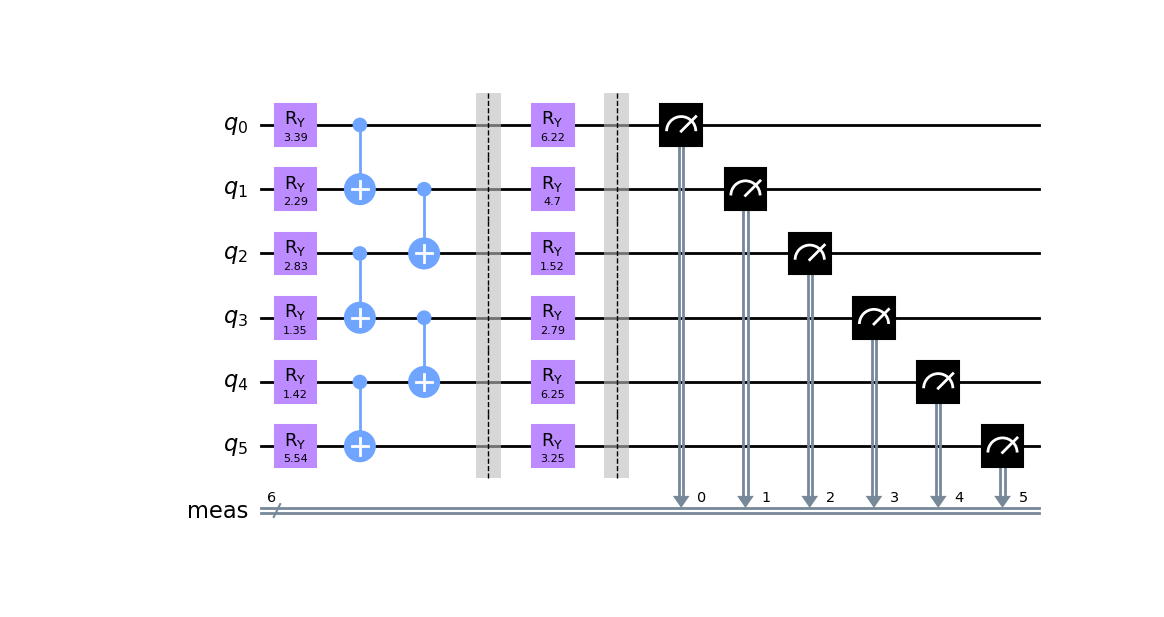 q0 RY 3.39 RY 6.22
q1 RY 2.29 RY 4.7
q2 RY 2.83 RY 1.52
q3 RY 1.35 RY 2.79
q4 RY 1.42 RY 6.25
q5 RY 5.54 RY 3.25
meas 6 0 1 2 3 4 5